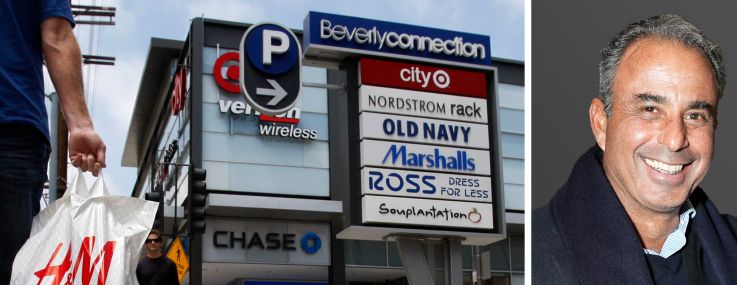 P
Beverlyconnection
city
NORDSTROM rack
OLD NAVY
Marshalls
ROSS DRESS
FOR LESS
Souplantation
verizon
wireless
CHASE
H&M